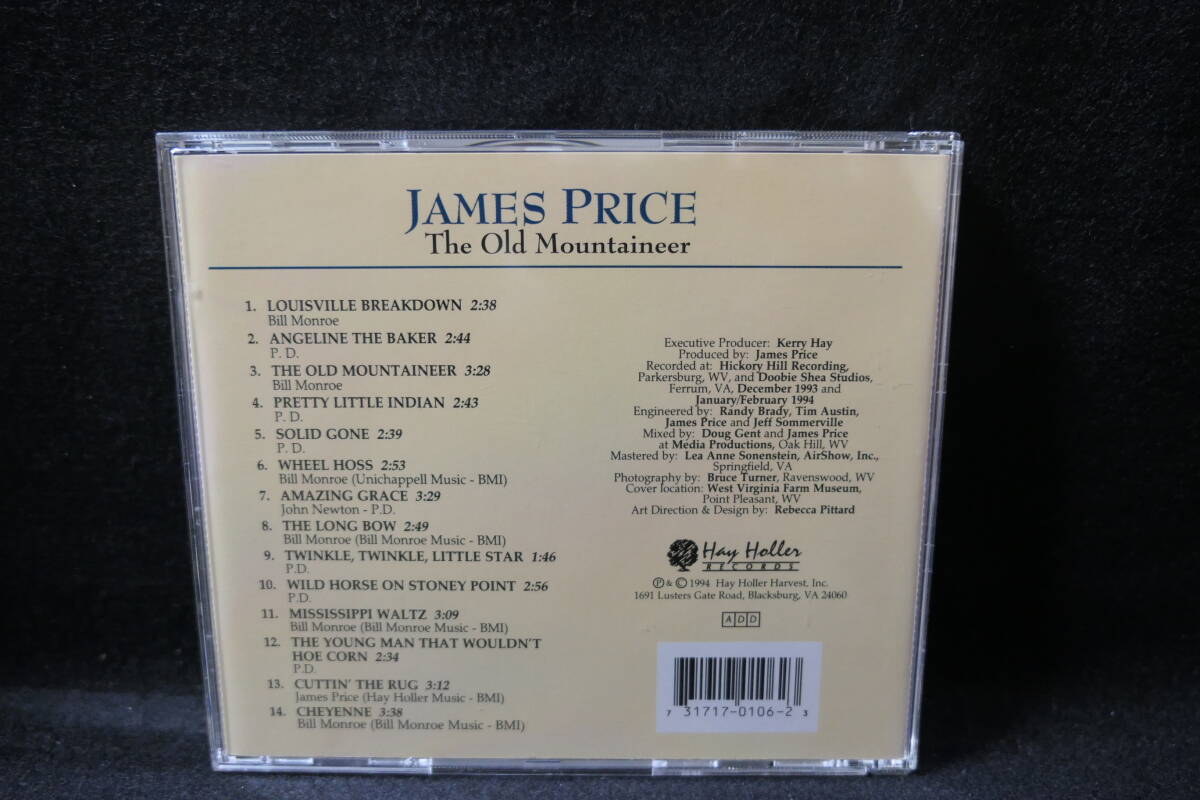 JAMES PRICE
The Old Mountaineer
1. LOUISVILLE BREAKDOWN 2:38
Bill Monroe
2. ANGELINE THE BAKER 2:44
P. D.
3. THE OLD MOUNTAINEER 3:28
Bill Monroe
4. PRETTY LITTLE INDIAN 2:43
P. D.
5. SOLID GONE 2:39
P. D.
6. WHEEL HOSS 2:53
Bill Monroe (Unichappell Music - BMI)
7. AMAZING GRACE 3:29
John Newton - P.D.
8. THE LONG BOW 2:49
Bill Monroe (Bill Monroe Music - BMI)
9. TWINKLE, TWINKLE, LITTLE STAR 1:46
P.D.
10. WILD HORSE ON STONEY POINT 2:56
P.D.
11. MISSISSIPPI WALTZ 3:09
Bill Monroe (Bill Monroe Music - BMI)
12. THE YOUNG MAN THAT WOULDN'T
HOE CORN 2:34
P.D.
13. CUTTIN' THE RUG 3:12
James Price (Hay Holler Music - BMI)
14. CHEYENNE 3:38
Bill Monroe (Bill Monroe Music - BMI)
Executive Producer: Kerry Hay
Produced by: James Price
Recorded at: Hickory Hill Recording,
Parkersburg, WV, and Doobie Shea Studios,
Ferrum, VA, December 1993 and
January/February 1994
Engineered by: Randy Brady, Tim Austin,
James Price and Jeff Sommerville
Mixed by: Doug Gent and James Price
at Media Productions, Oak Hill, WV
Mastered by: Lea Anne Sonenstein, AirShow, Inc.,
Springfield, VA
Photography by: Bruce Turner, Ravenswood, WV
Cover location: West Virginia Farm Museum,
Point Pleasant, WV
Art Direction & Design by: Rebecca Pittard
Hay Holler
RECORDS
℗ & © 1994 Hay Holler Harvest, Inc.
1691 Lusters Gate Road, Blacksburg, VA 24060
A D D
7 31717-0106-2 3